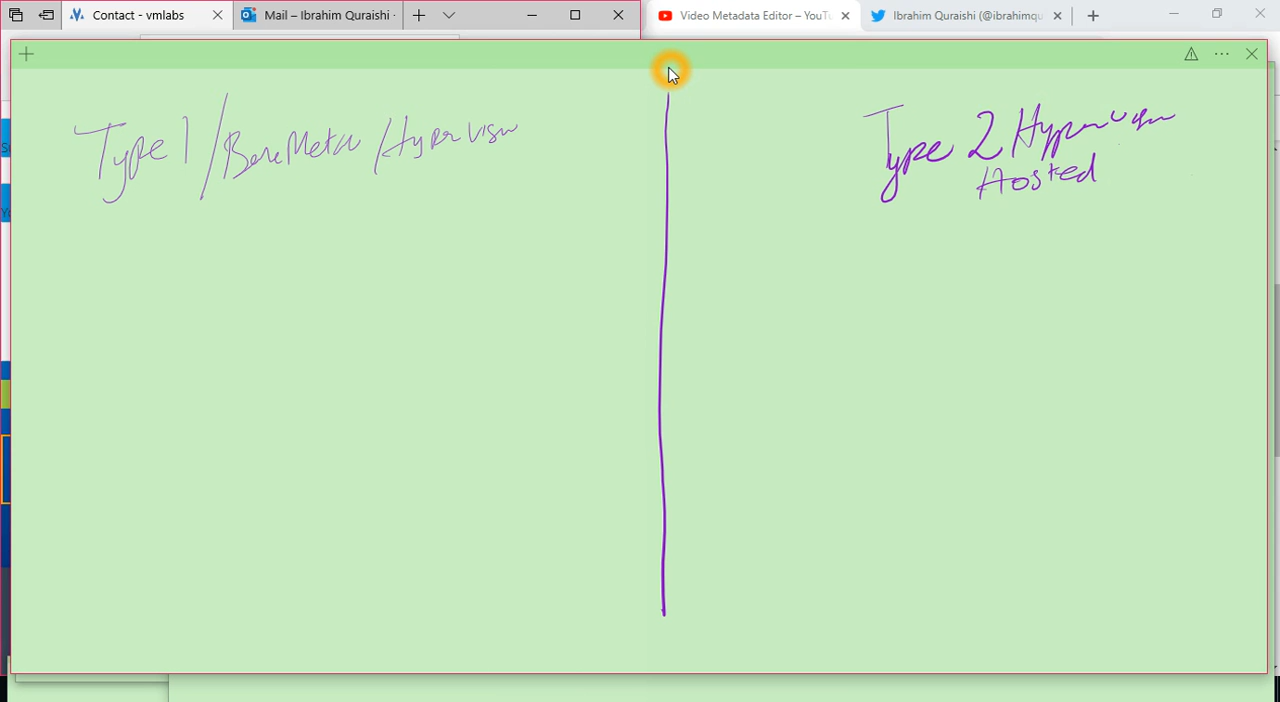 Contact - vmlabs
Mail – Ibrahim Quraishi -
Video Metadata Editor – YouTu
Ibrahim Quraishi (@ibrahimqu
Type 1/BareMetal/Hypervisor
Type 2 Hypervisor
Hosted